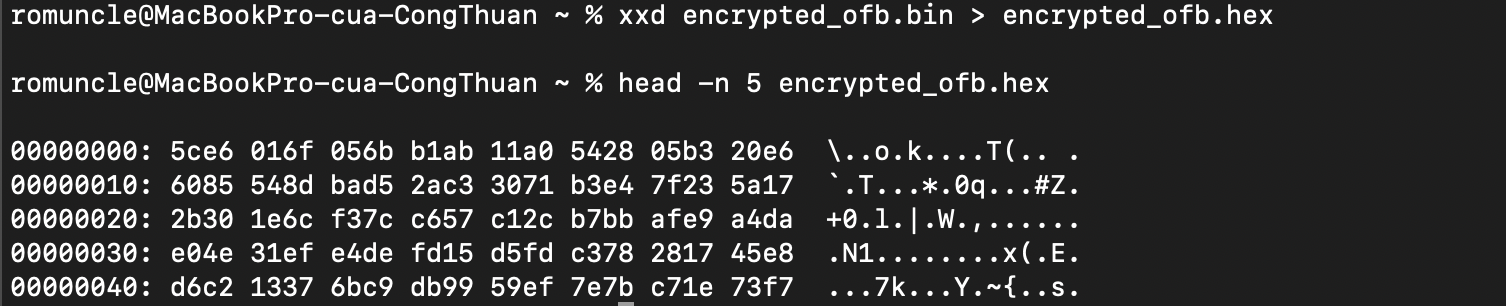 romuncle@MacBookPro-cua-CongThuan ~ % xxd encrypted_ofb.bin > encrypted_ofb.hex
romuncle@MacBookPro-cua-CongThuan ~ % head -n 5 encrypted_ofb.hex
00000000: 5ce6 016f 056b b1ab 11a0 5428 05b3 20e6  \..o.k....T(.. .
00000010: 6085 548d bad5 2ac3 3071 b3e4 7f23 5a17  `.T...*.0q...#Z.
00000020: 2b30 1e6c f37c c657 c12c b7bb afe9 a4da  +0.l.|.W.,......
00000030: e04e 31ef e4de fd15 d5fd c378 2817 45e8  .N1........x(.E.
00000040: d6c2 1337 6bc9 db99 59ef 7e7b c71e 73f7  ...7k...Y.~{..s.